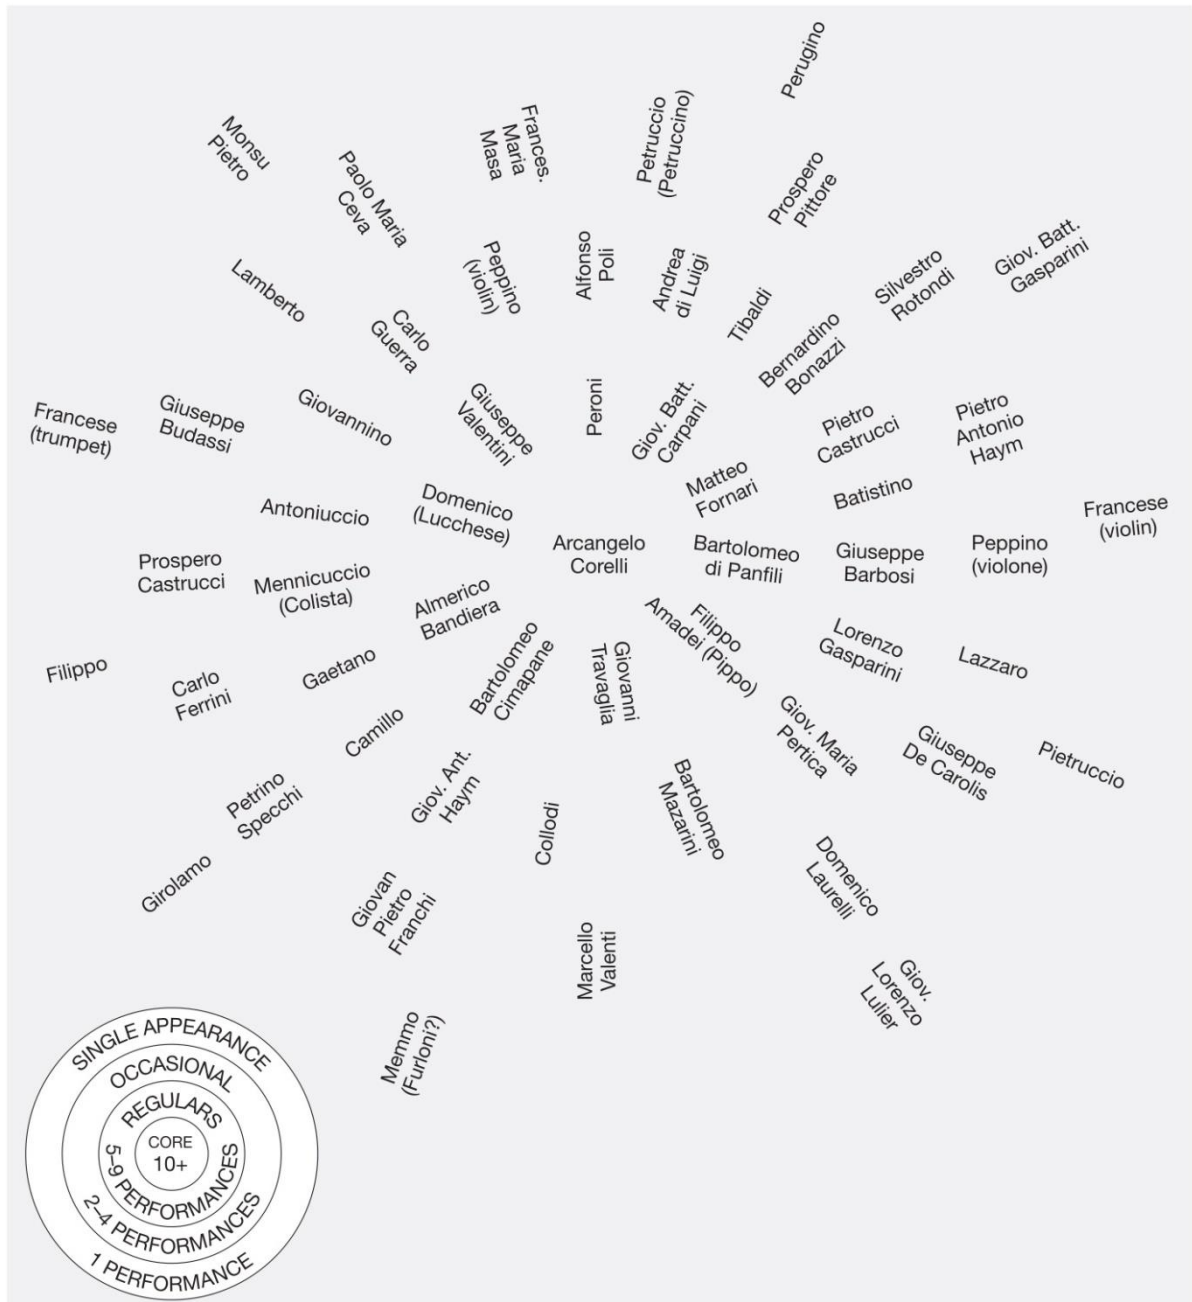 Perugino
Petruccio
(Petruccino)
Frances.
Maria
Masa
Monsu
Pietro
Paolo Maria
Ceva
Prospero
Pittore
Giov. Batt.
Gasparini
Silvestro
Rotondi
Alfonso
Poli
Andrea
di Luigi
Peppino
(violin)
Lamberto
Tibaldi
Carlo
Guerra
Bernardino
Bonazzi
Giuseppe
Valentini
Peroni
Giov. Batt.
Carpani
Giovannino
Giuseppe
Budassi
Francese
(trumpet)
Pietro
Castrucci
Pietro
Antonio
Haym
Matteo
Fornari
Batistino
Antoniuccio
Domenico
(Lucchese)
Francese
(violin)
Arcangelo
Corelli
Bartolomeo
di Panfili
Giuseppe
Barbosi
Peppino
(violone)
Prospero
Castrucci
Mennicuccio
(Colista)
Almerico
Bandiera
Filippo
Amadei (Pippo)
Lorenzo
Gasparini
Lazzaro
Filippo
Carlo
Ferrini
Gaetano
Bartolomeo
Cimapane
Giovanni
Travaglia
Camillo
Giov. Maria
Pertica
Giuseppe
De Carolis
Pietruccio
Petrino
Specchi
Giov. Ant.
Haym
Collodi
Bartolomeo
Mazarini
Girolamo
Domenico
Laurelli
Giovan
Pietro
Franchi
Marcello
Valenti
Giov.
Lorenzo
Lulier
Memmo
(Furloni?)
SINGLE APPEARANCE
OCCASIONAL
REGULARS
CORE
10+
5–9 PERFORMANCES
2–4 PERFORMANCES
1 PERFORMANCE